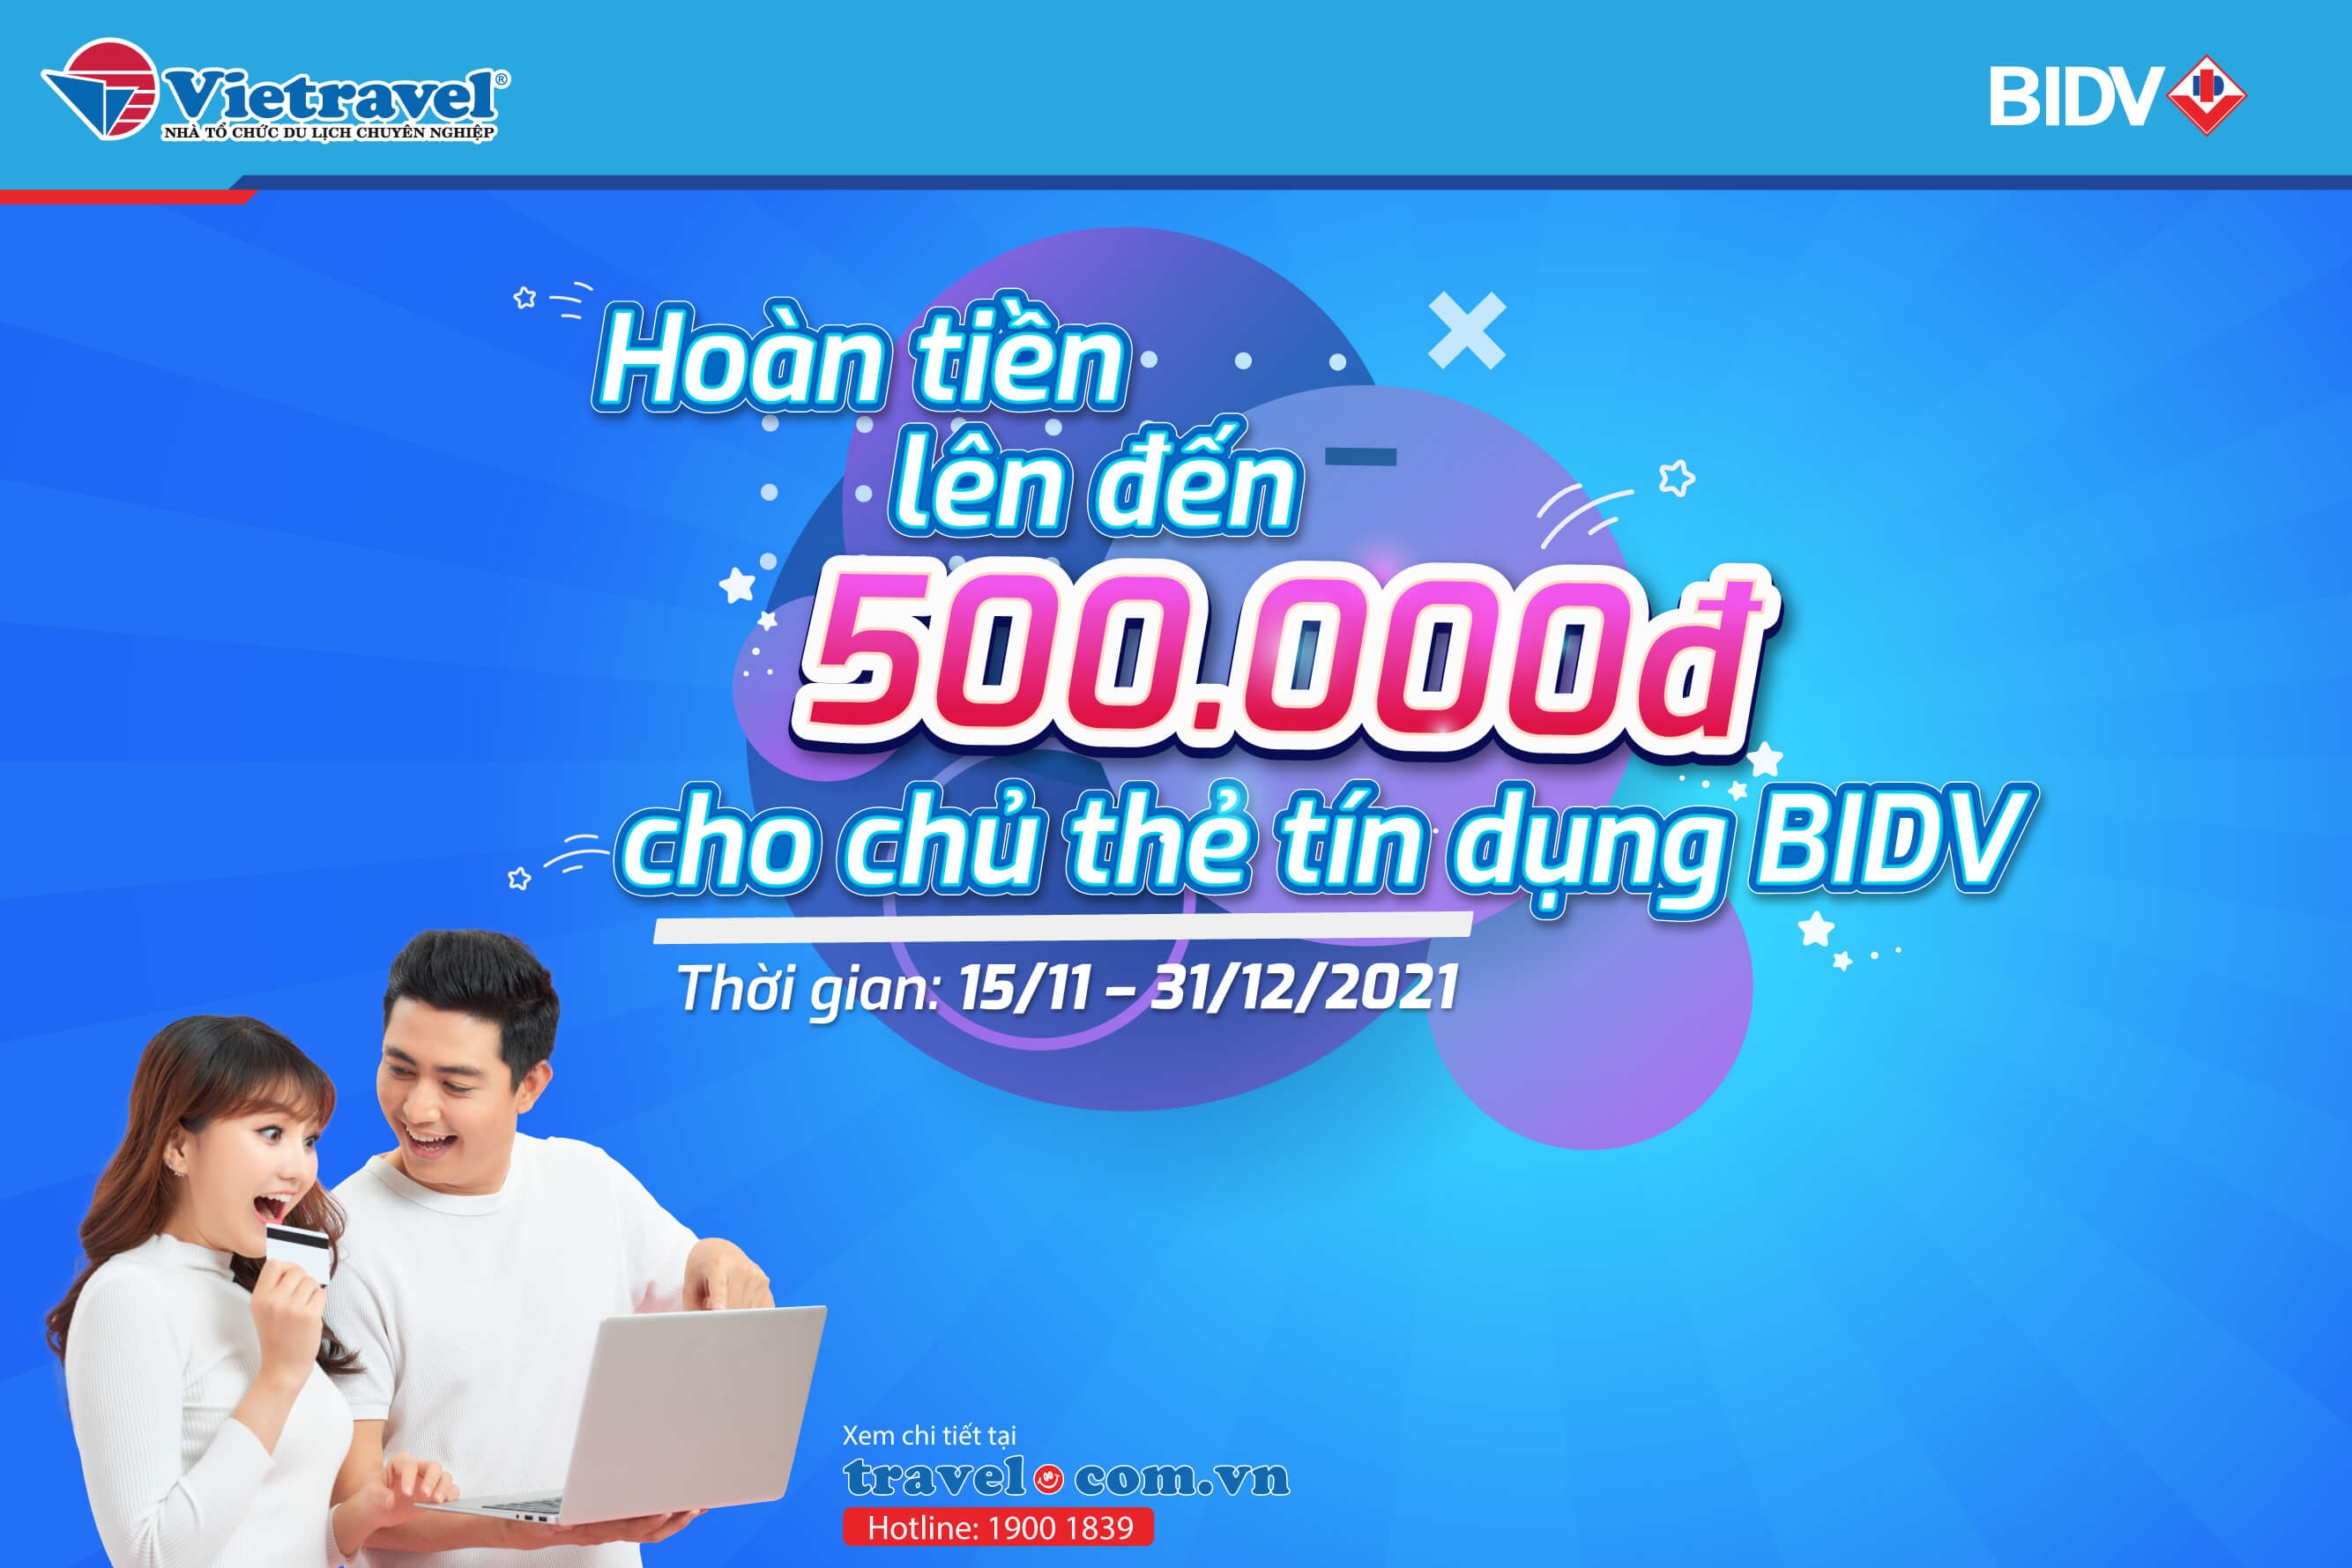 Vietravel®
NHÀ TỔ CHỨC DU LỊCH CHUYÊN NGHIỆP
BIDV
Hoàn tiền
lên đến
500.000đ
cho chủ thẻ tín dụng BIDV
Thời gian: 15/11 – 31/12/2021
Xem chi tiết tại
travel.com.vn
Hotline: 1900 1839